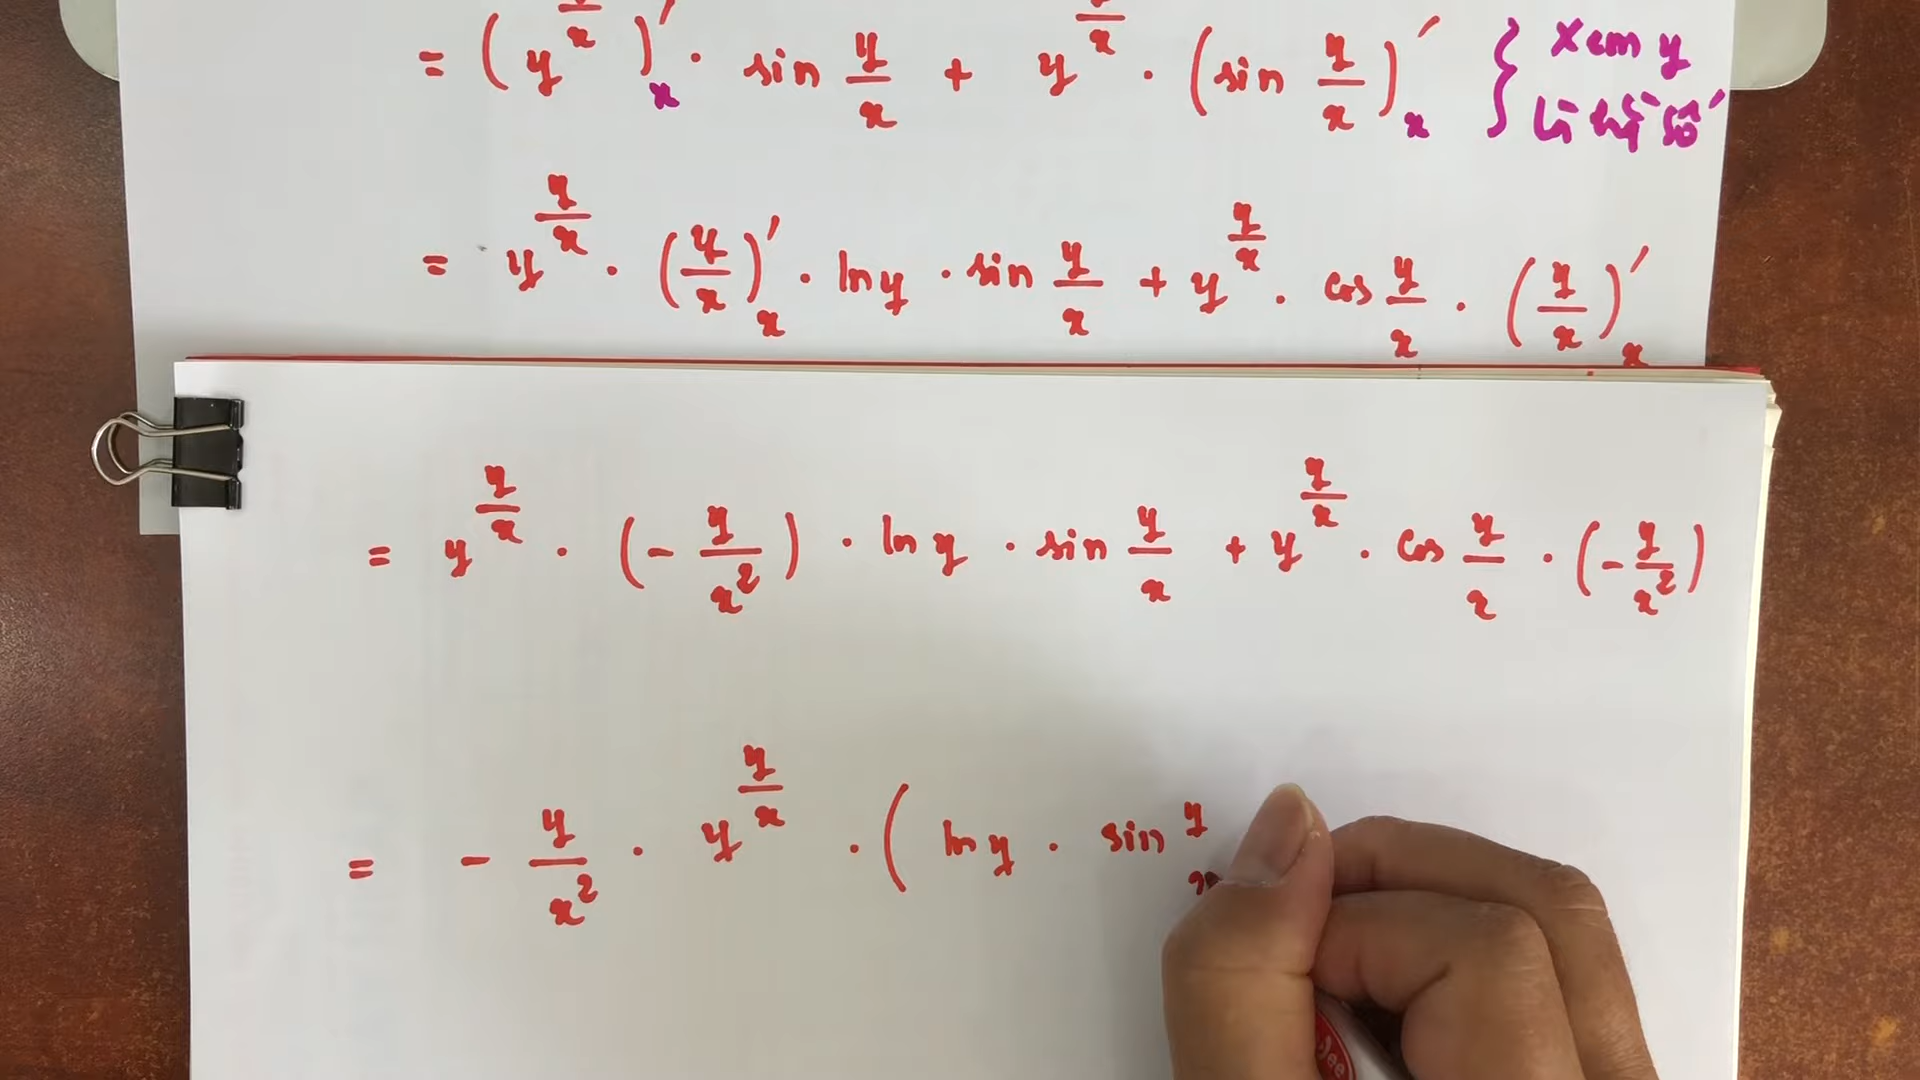 = (y^{y/x})'_x · sin y/x + y^{y/x} · (sin y/x)'_x } Xem y
là hệ số
= y^{y/x} · (y/x)'_x · ln y · sin y/x + y^{y/x} · cos y/x · (y/x)'_x
= y^{y/x} · (- y/x²) · ln y · sin y/x + y^{y/x} · cos y/x · (- y/x²)
= - y/x² · y^{y/x} · ( ln y · sin y/x